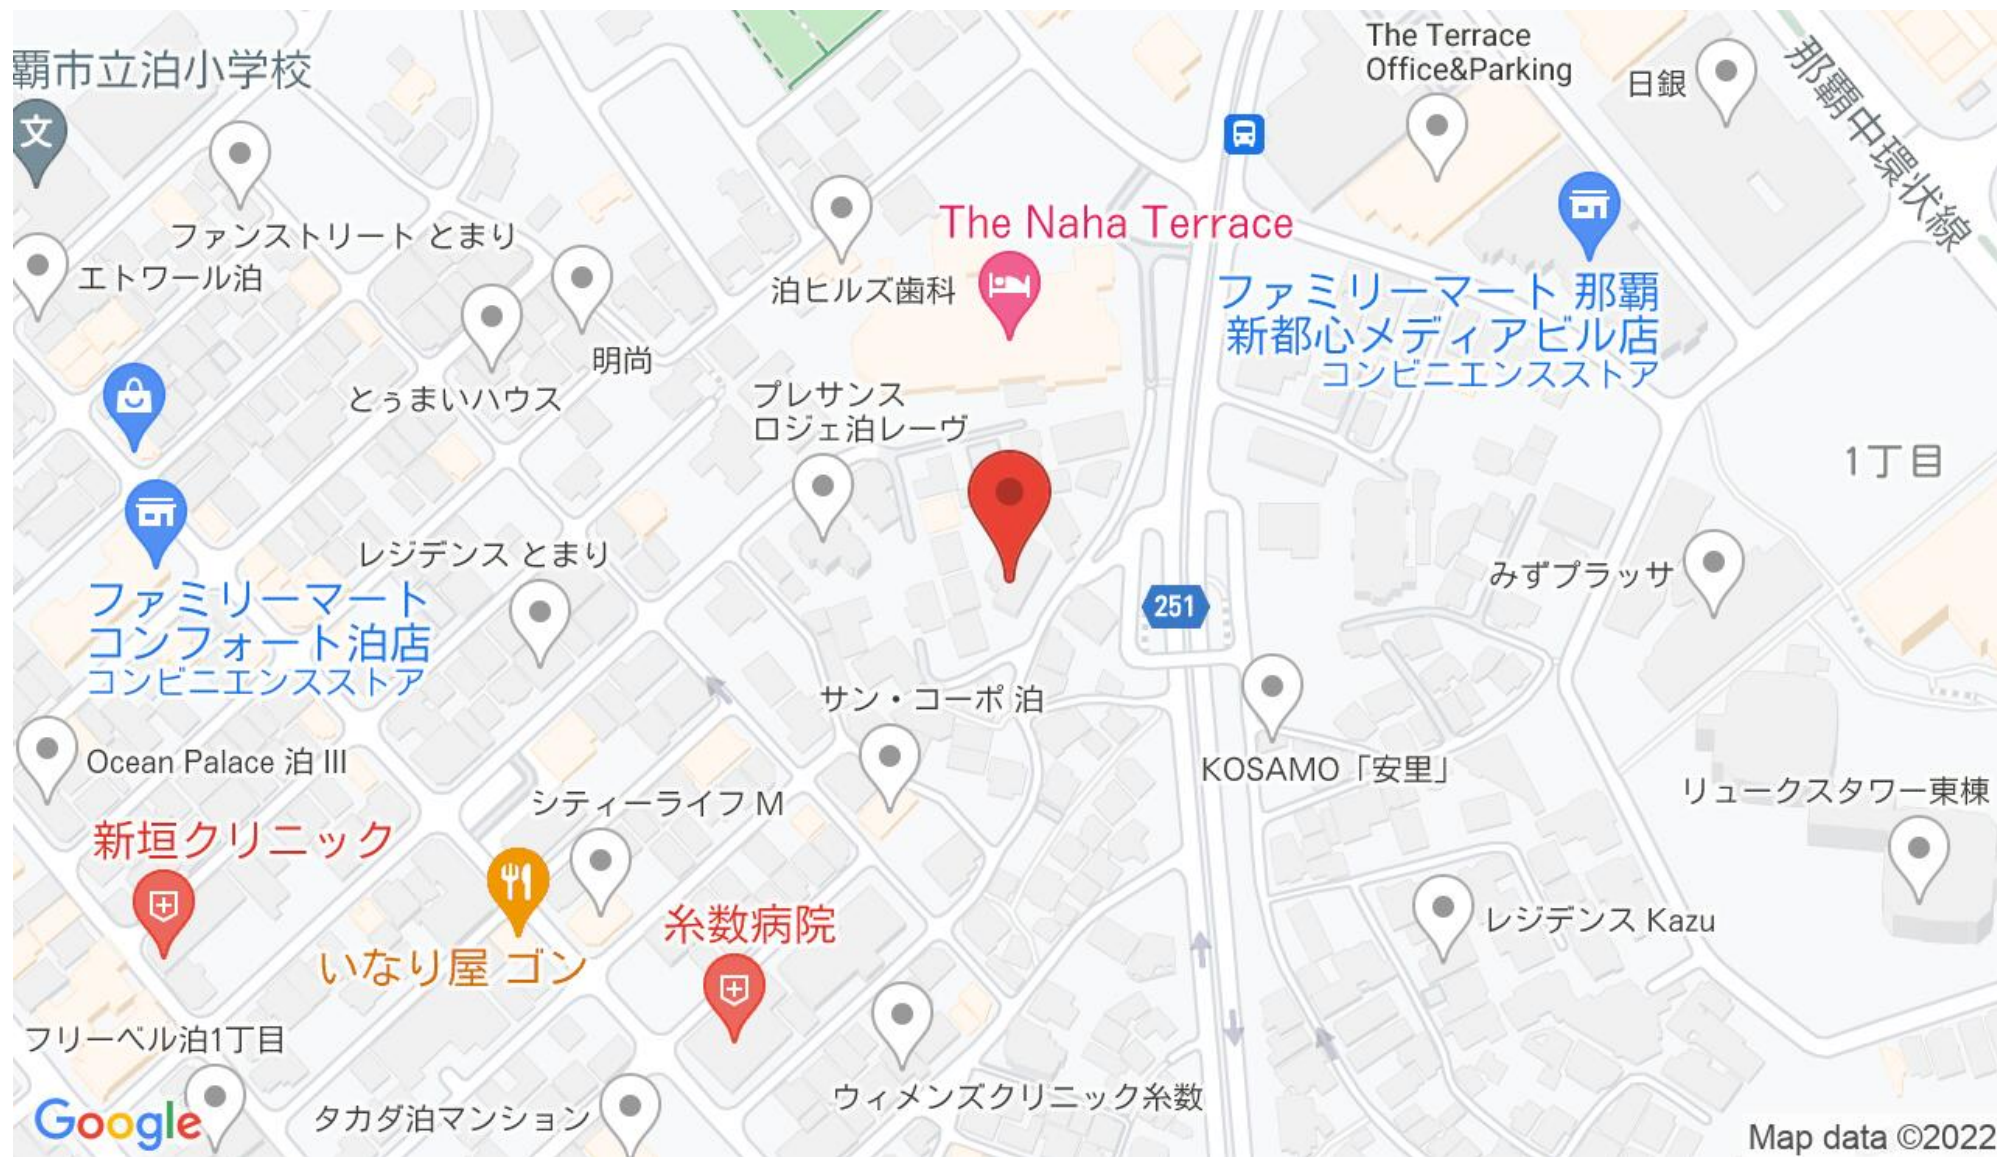 The Terrace
Office&Parking
日銀
那覇中環状線
覇市立泊小学校
文
ファンストリート とまり
The Naha Terrace
エトワール泊
泊ヒルズ歯科
ファミリーマート 那覇
新都心メディアビル店
コンビニエンスストア
明尚
とぅまいハウス
プレサンス
ロジェ泊レーヴ
1丁目
レジデンス とまり
みずプラッサ
ファミリーマート
コンフォート泊店
コンビニエンスストア
251
サン・コーポ 泊
Ocean Palace 泊 III
KOSAMO「安里」
リュークスタワー東棟
シティーライフ M
新垣クリニック
糸数病院
レジデンス Kazu
いなり屋 ゴン
フリーベル泊1丁目
ウィメンズクリニック糸数
タカダ泊マンション
Google
Map data ©2022